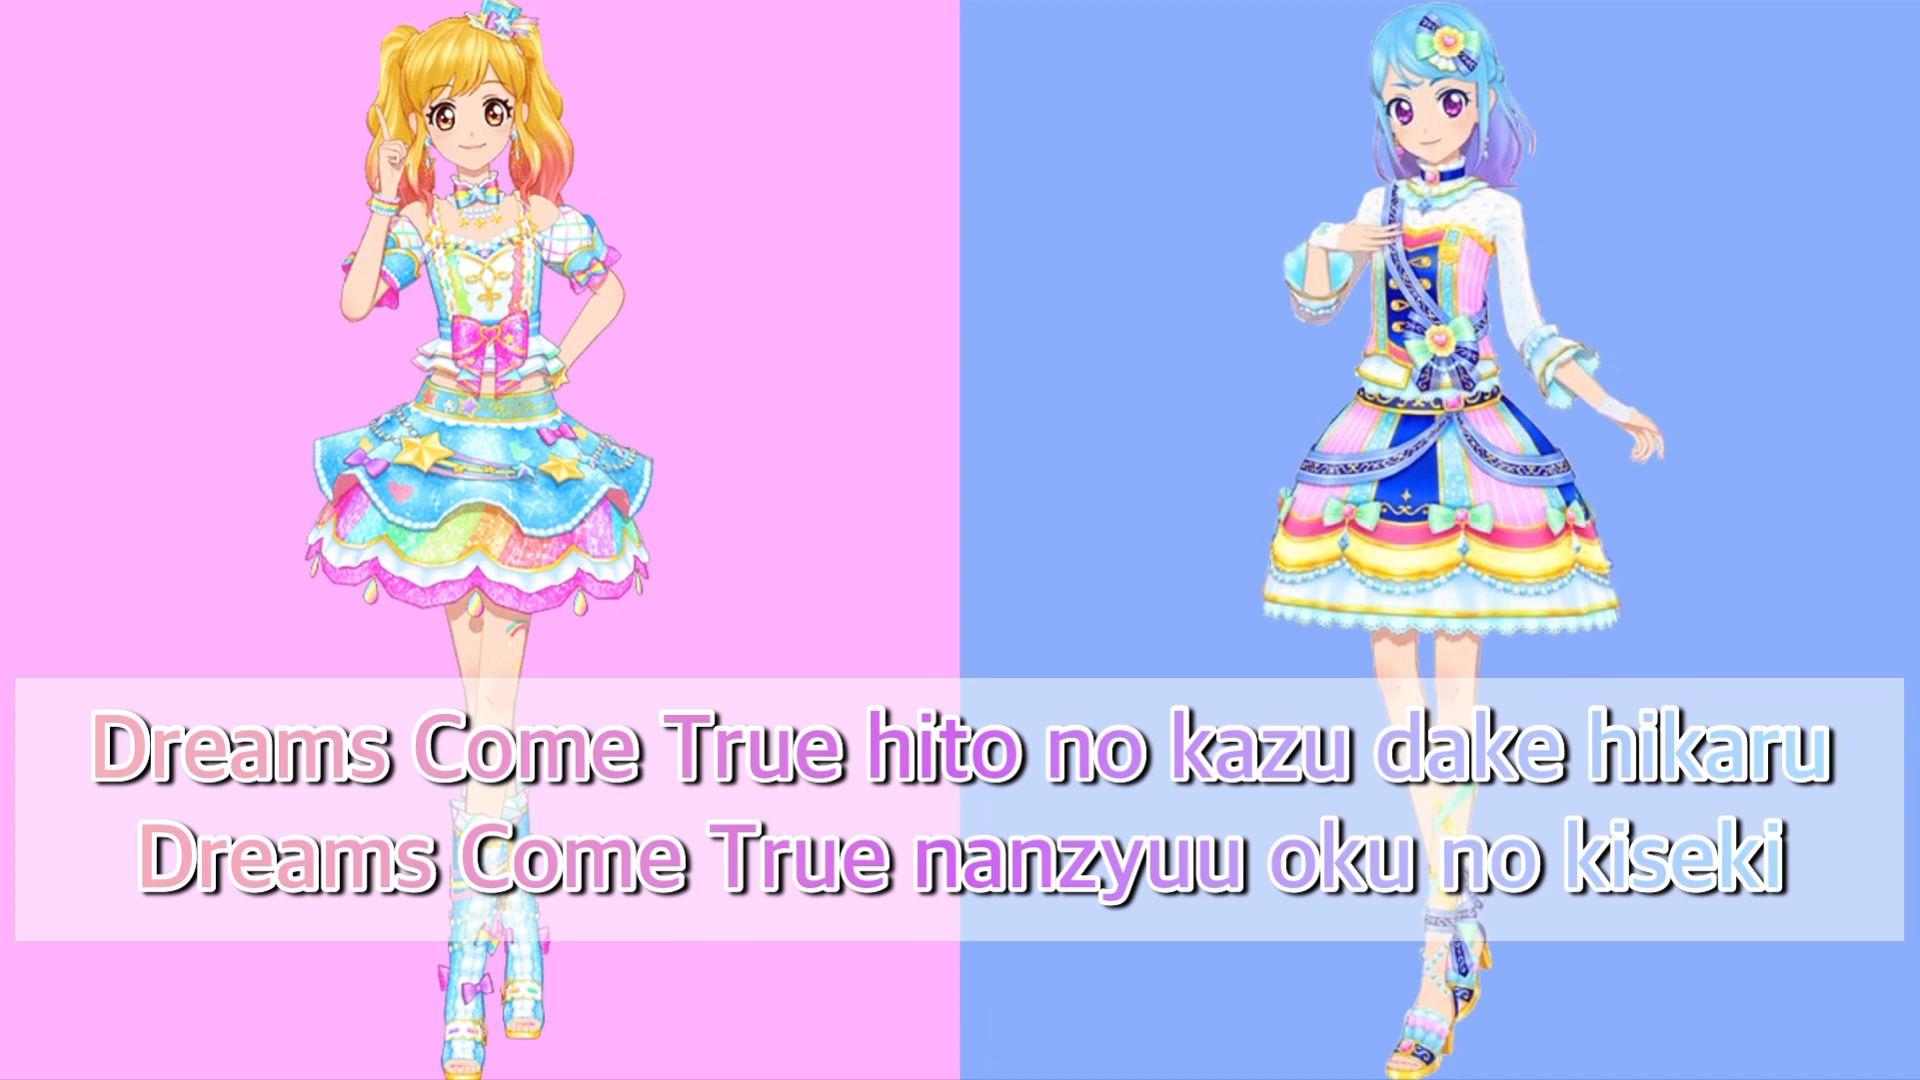 Dreams Come True hito no kazu dake hikaru
Dreams Come True nanzyuu oku no kiseki